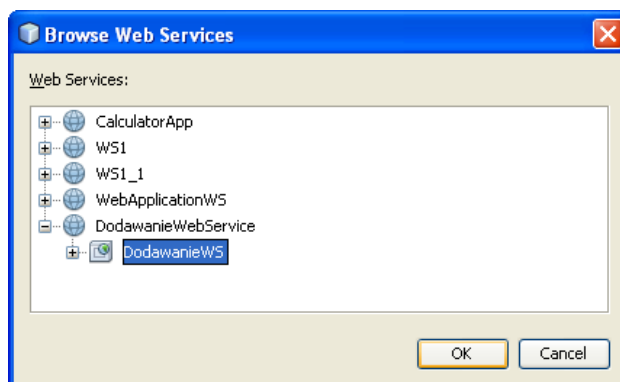 Browse Web Services
Web Services:
CalculatorApp
WS1
WS1_1
WebApplicationWS
DodawanieWebService
DodawanieWS
OK Cancel